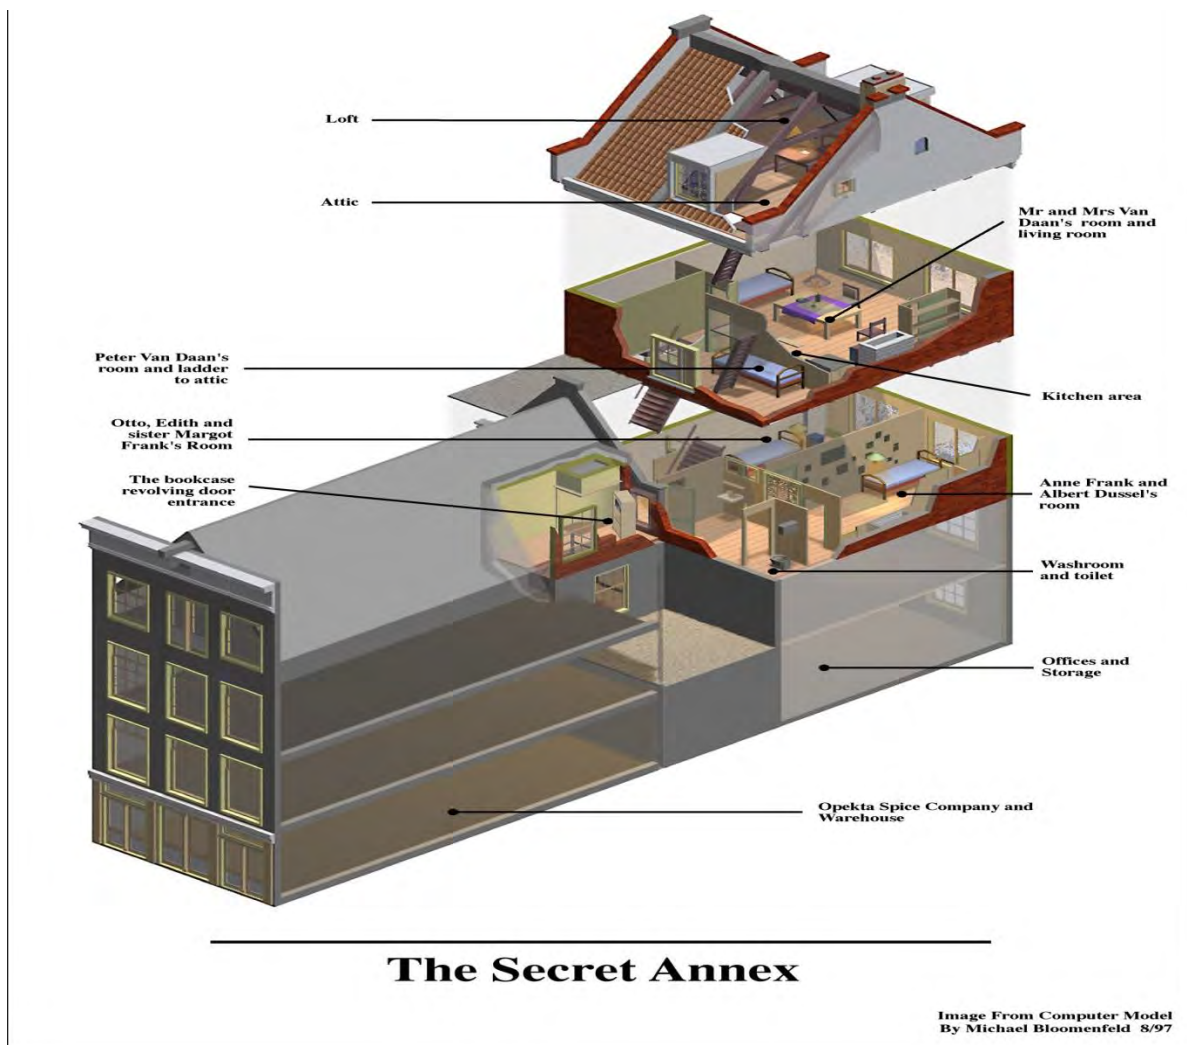 Loft
Attic
Mr and Mrs Van
Daan's room and
living room
Peter Van Daan's
room and ladder
to attic
Kitchen area
Otto, Edith and
sister Margot
Frank's Room
The bookcase
revolving door
entrance
Anne Frank and
Albert Dussel's
room
Washroom
and toilet
Offices and
Storage
Opekta Spice Company and
Warehouse
The Secret Annex
Image From Computer Model
By Michael Bloomenfeld 8/97